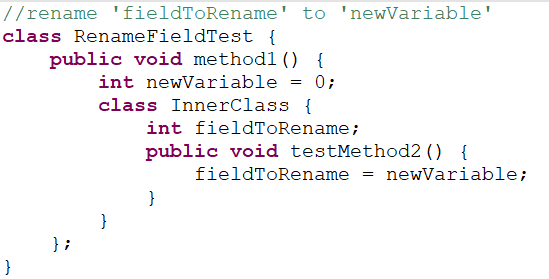 //rename 'fieldToRename' to 'newVariable'
class RenameFieldTest {
    public void method1() {
        int newVariable = 0;
        class InnerClass {
            int fieldToRename;
            public void testMethod2() {
                fieldToRename = newVariable;
            }
        }
    };
}